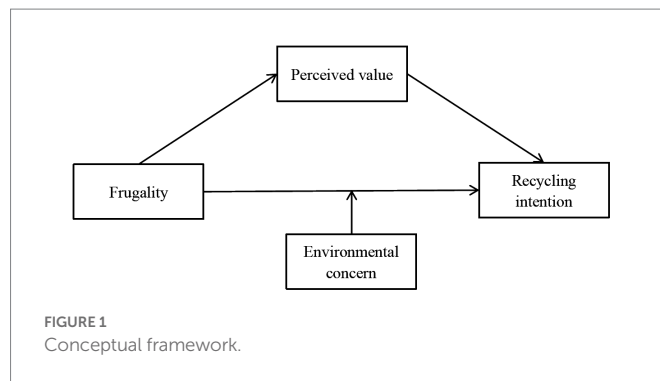 Perceived value
Frugality
Recycling
intention
Environmental
concern
FIGURE 1
Conceptual framework.